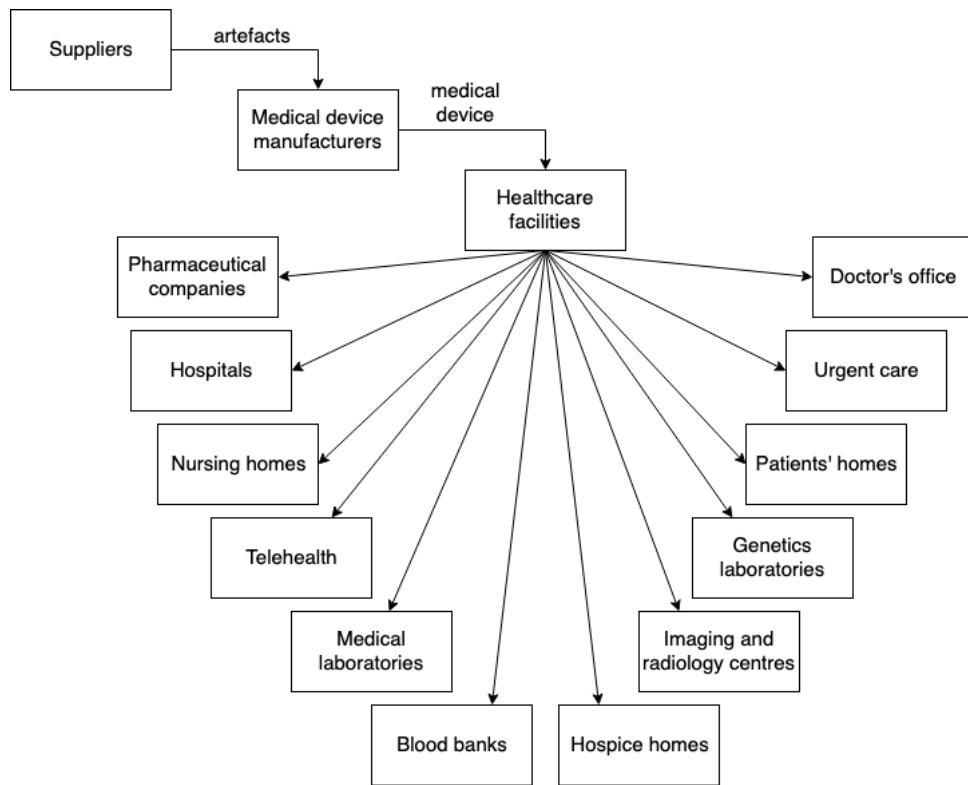 Suppliers
artefacts
Medical device
manufacturers
medical
device
Healthcare
facilities
Pharmaceutical
companies
Doctor's office
Hospitals
Urgent care
Nursing homes
Patients' homes
Telehealth
Genetics
laboratories
Medical
laboratories
Imaging and
radiology centres
Blood banks
Hospice homes